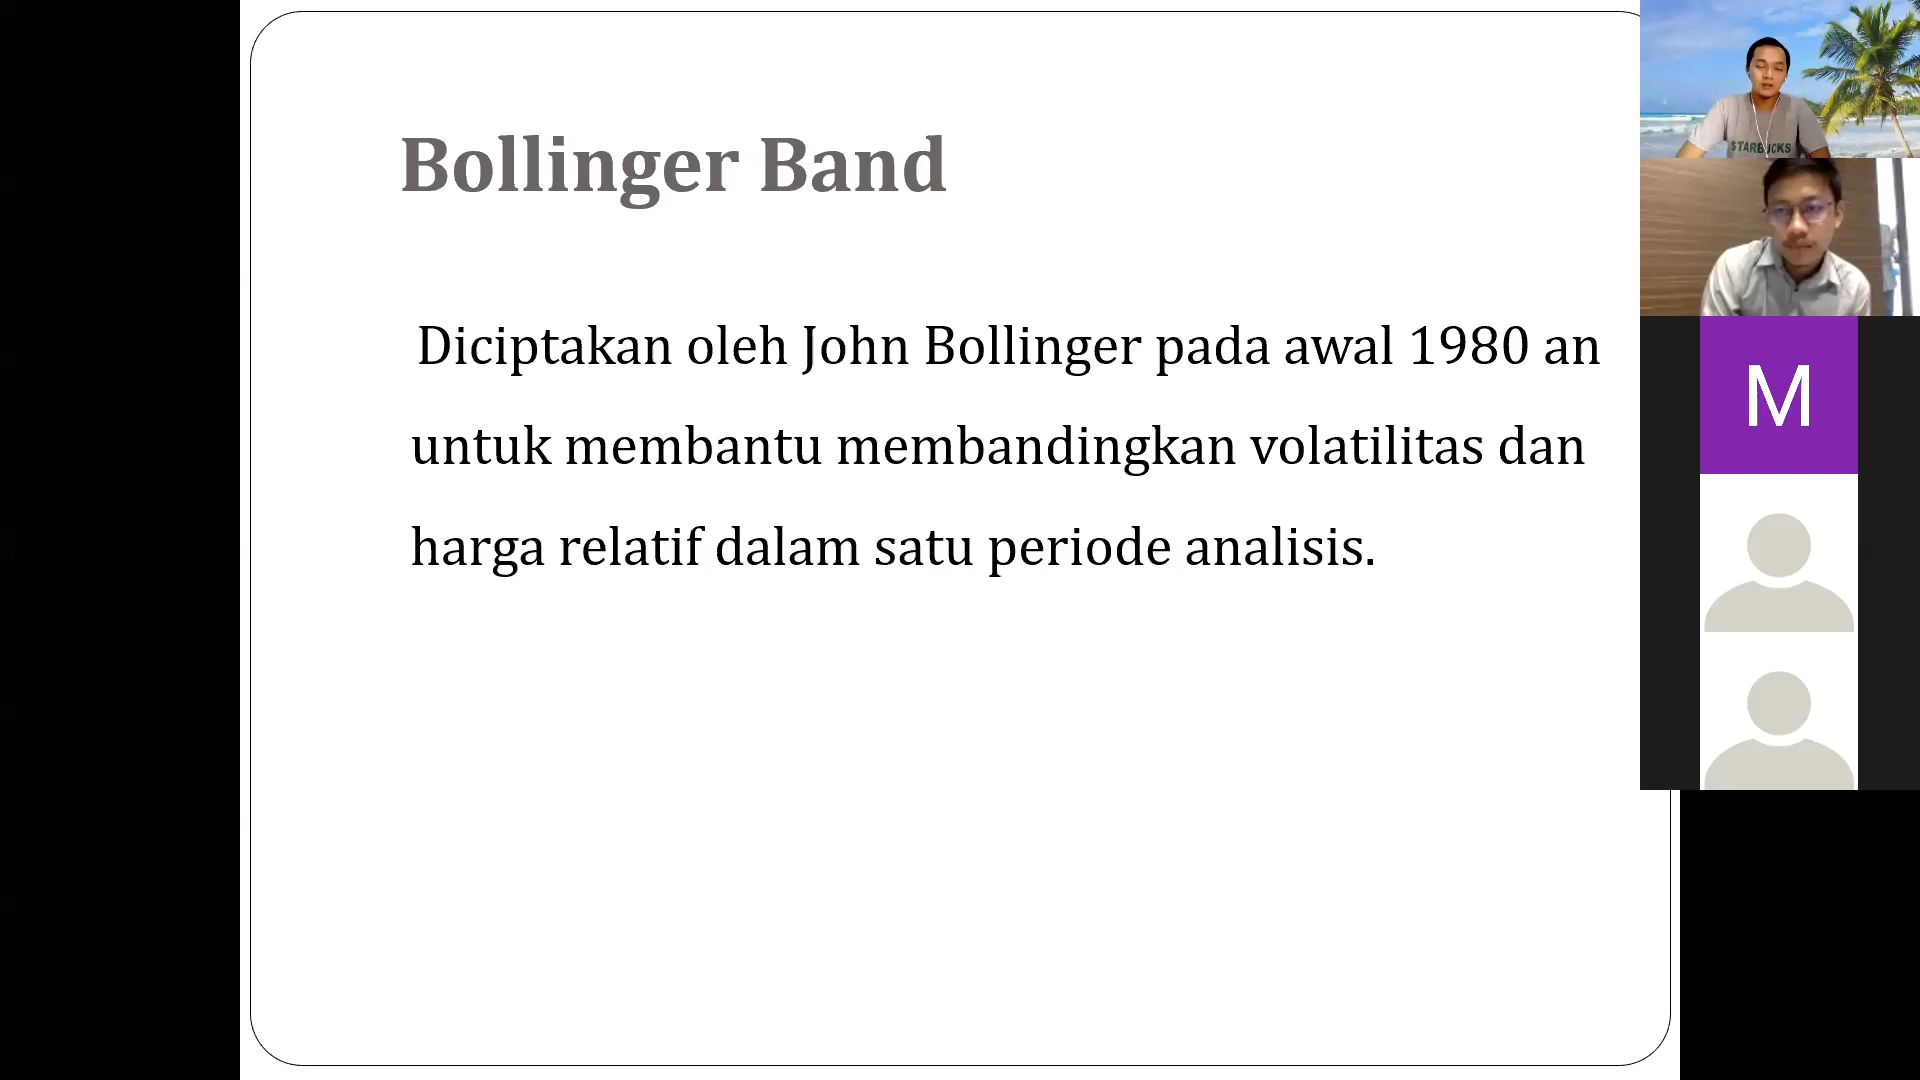 Bollinger Band
Diciptakan oleh John Bollinger pada awal 1980 an
untuk membantu membandingkan volatilitas dan
harga relatif dalam satu periode analisis.
STARBUCKS
M